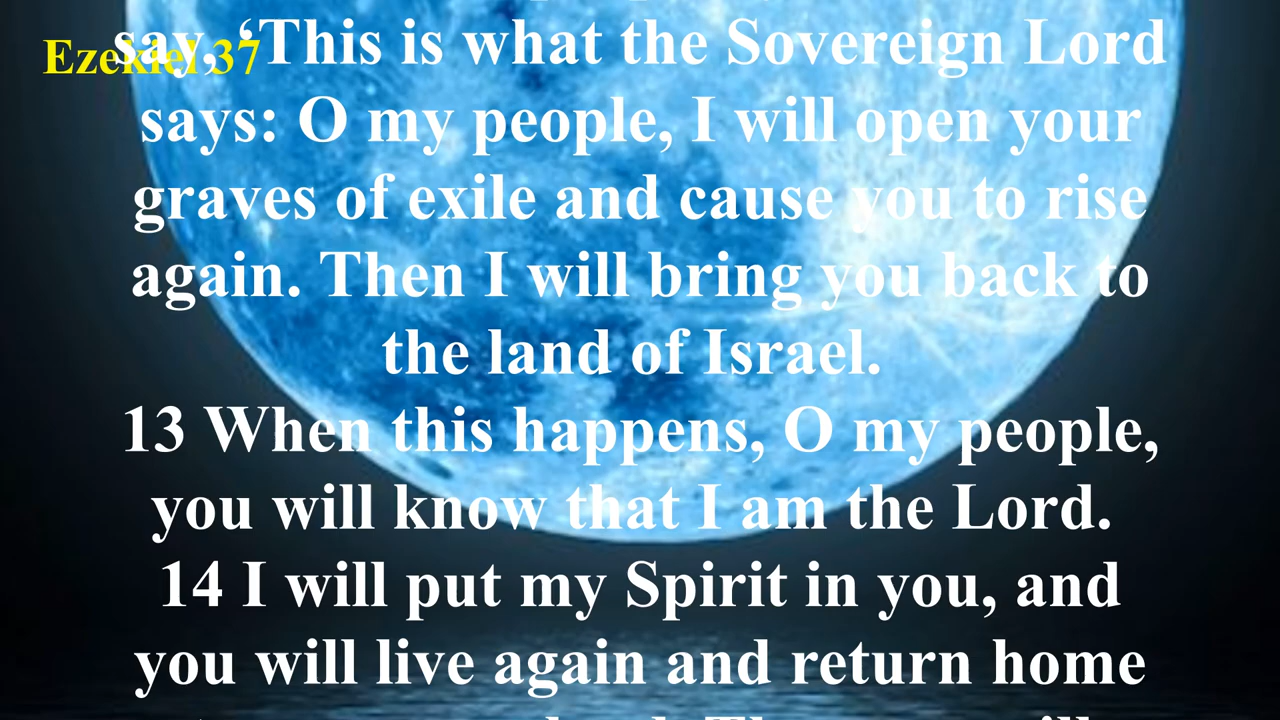 Ezekiel 37
say, ‘This is what the Sovereign Lord
says: O my people, I will open your
graves of exile and cause you to rise
again. Then I will bring you back to
the land of Israel.
13 When this happens, O my people,
you will know that I am the Lord.
14 I will put my Spirit in you, and
you will live again and return home